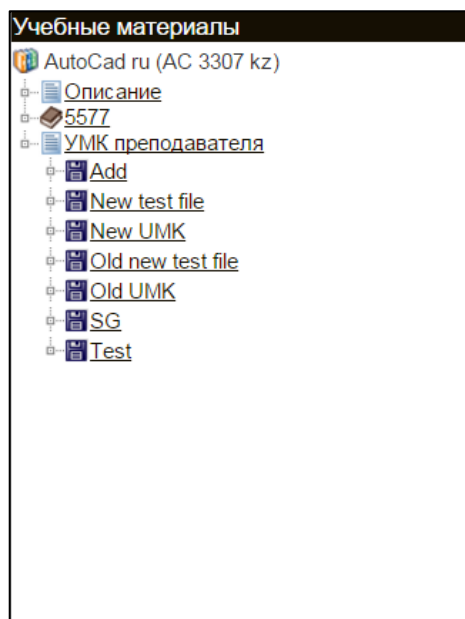 Учебные материалы
AutoCad ru (AC 3307 kz)
Описание
5577
УМК преподавателя
Add
New test file
New UMK
Old new test file
Old UMK
SG
Test